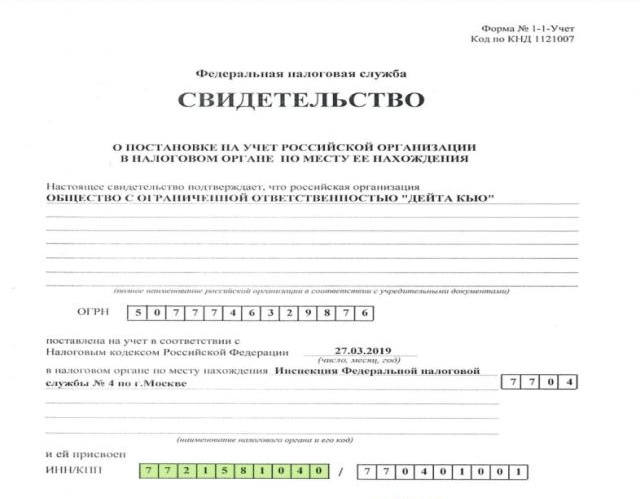 Форма № 1-1-Учет
Код по КНД 1121007
Федеральная налоговая служба
СВИДЕТЕЛЬСТВО
О ПОСТАНОВКЕ НА УЧЕТ РОССИЙСКОЙ ОРГАНИЗАЦИИ
В НАЛОГОВОМ ОРГАНЕ ПО МЕСТУ ЕЕ НАХОЖДЕНИЯ
Настоящее свидетельство подтверждает, что российская организация
ОБЩЕСТВО С ОГРАНИЧЕННОЙ ОТВЕТСТВЕННОСТЬЮ "ДЕЙТА КЬЮ"
(полное наименование российской организации в соответствии с учредительными документами)
ОГРН 5 0 7 7 7 4 6 3 2 9 8 7 6
поставлена на учет в соответствии с
Налоговым кодексом Российской Федерации 27.03.2019
(число, месяц, год)
в налоговом органе по месту нахождения Инспекция Федеральной налоговой
службы № 4 по г.Москве 7 7 0 4
(наименование налогового органа и его код)
и ей присвоен
ИНН/КПП 7 7 2 1 5 8 1 0 4 0 / 7 7 0 4 0 1 0 0 1